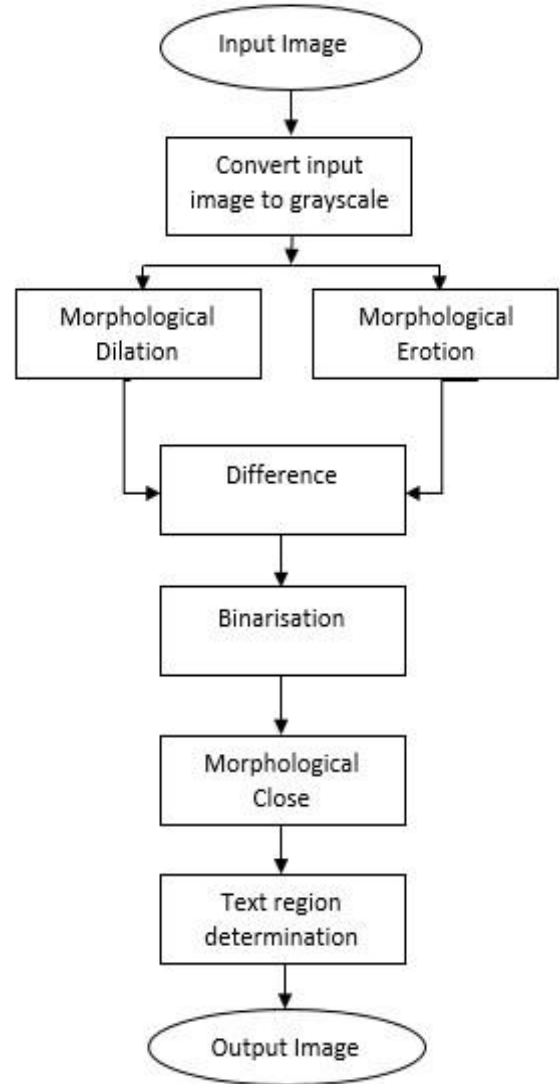 Input Image
Convert input
image to grayscale
Morphological
Dilation
Morphological
Erotion
Difference
Binarisation
Morphological
Close
Text region
determination
Output Image